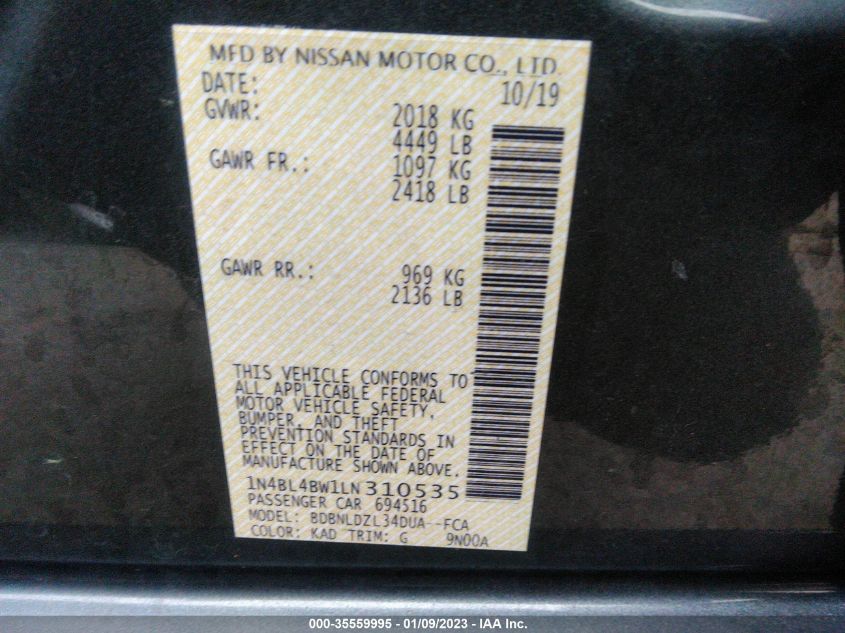 MFD BY NISSAN MOTOR CO., LTD.
DATE: 10/19
GVWR: 2018 KG
4449 LB
GAWR FR.: 1097 KG
2418 LB
GAWR RR.: 969 KG
2136 LB
THIS VEHICLE CONFORMS TO
ALL APPLICABLE FEDERAL
MOTOR VEHICLE SAFETY,
BUMPER, AND THEFT
PREVENTION STANDARDS IN
EFFECT ON THE DATE OF
MANUFACTURE SHOWN ABOVE.
1N4BL4BW1LN310535
PASSENGER CAR 694516
MODEL: BDBNLDZL34DUA--FCA
COLOR: KAD TRIM: G 9N00A
000-35559995 - 01/09/2023 - IAA Inc.